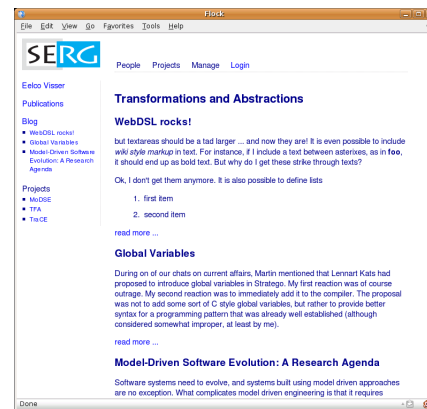 Flock
File Edit View Go Favorites Tools Help
SERG
People Projects Manage Login
Eelco Visser
Publications
Blog
WebDSL rocks!
Global Variables
Model-Driven Software
Evolution: A Research
Agenda
Projects
MoDSE
TFA
TraCE
Transformations and Abstractions
WebDSL rocks!
but textareas should be a tad larger ... and now they are! It is even possible to include
wiki style markup in text. For instance, if I include a text between asterixes, as in foo,
it should end up as bold text. But why do I get these strike through texts?
Ok, I don't get them anymore. It is also possible to define lists
1. first item
2. second item
read more ...
Global Variables
During on of our chats on current affairs, Martin mentioned that Lennart Kats had
proposed to introduce global variables in Stratego. My first reaction was of course
outrage. My second reaction was to immediately add it to the compiler. The proposal
was not to add some sort of C style global variables, but rather to provide better
syntax for a programming pattern that was already well established (although
considered somewhat improper, at least by me).
read more ...
Model-Driven Software Evolution: A Research Agenda
Software systems need to evolve, and systems built using model driven approaches
are no exception. What complicates model driven engineering is that it requires
Done